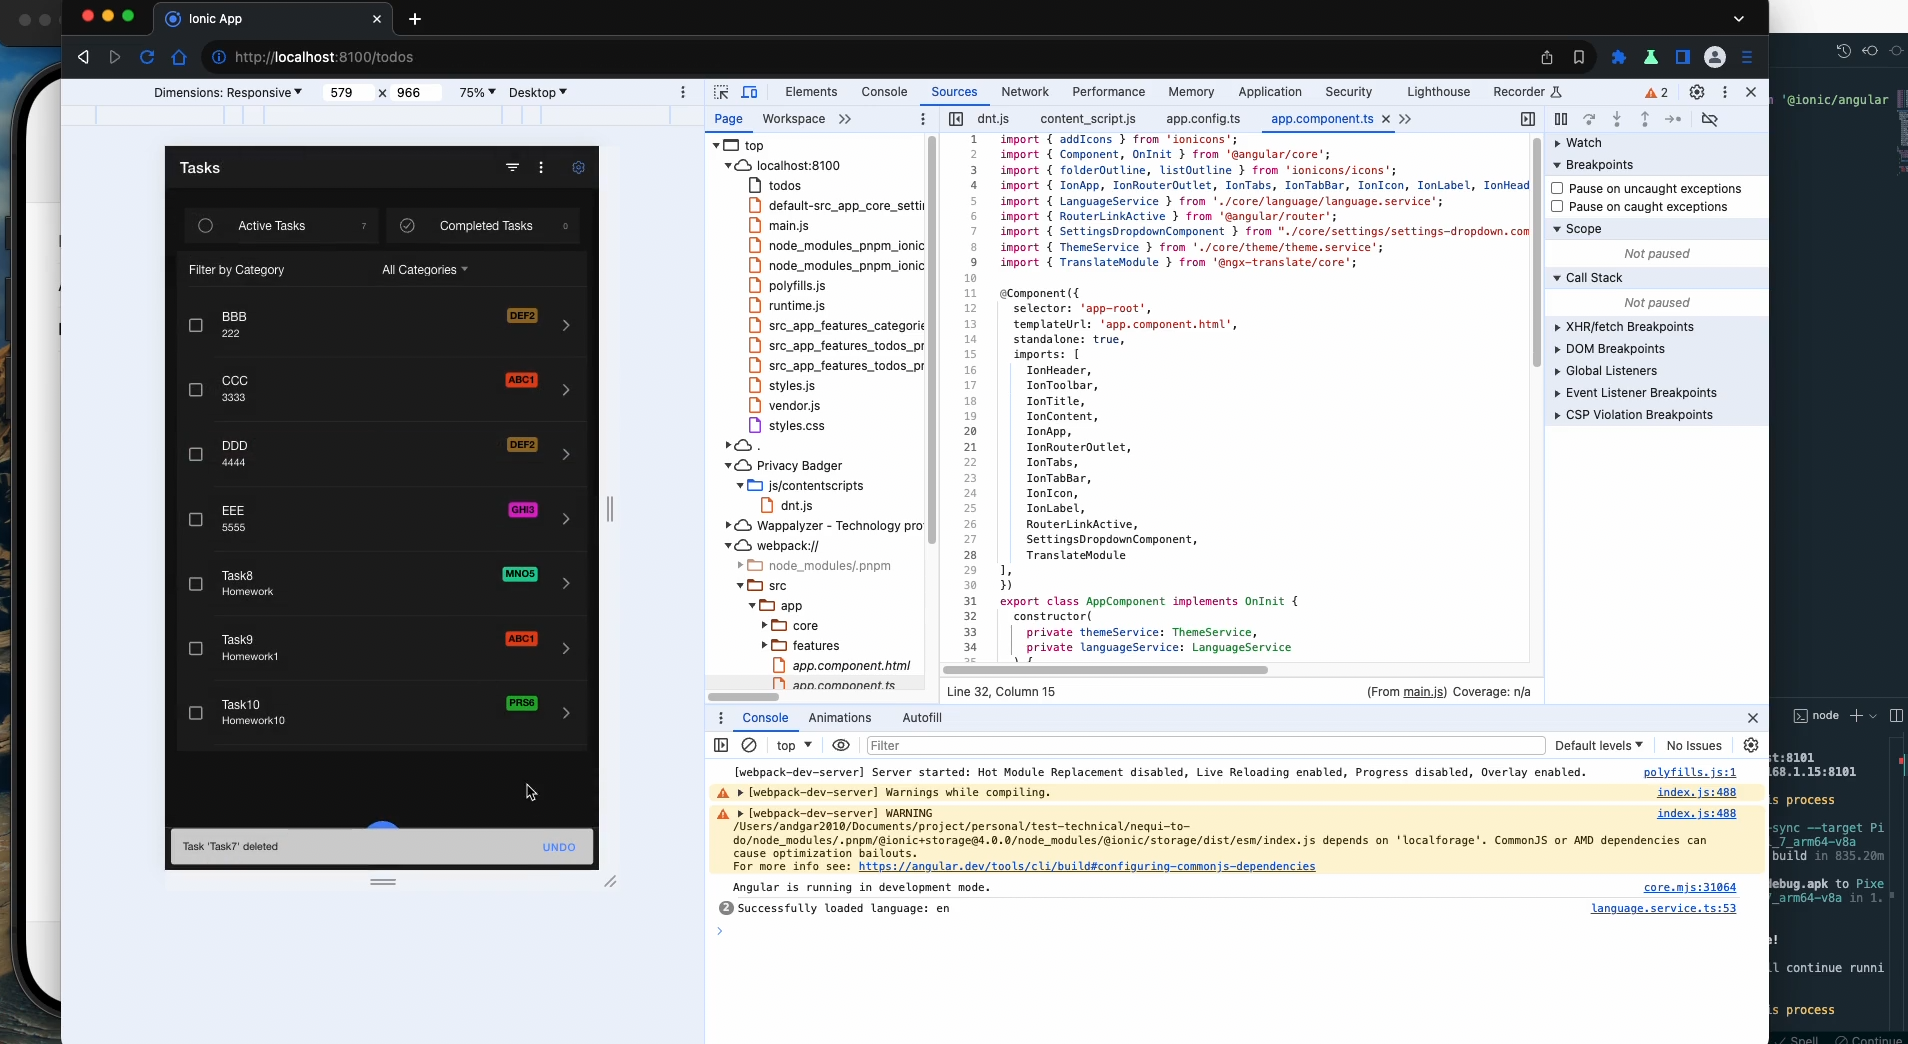 Ionic App
http://localhost:8100/todos
Dimensions: Responsive 579 x 966 75% Desktop
Elements Console Sources Network Performance Memory Application Security Lighthouse Recorder 2
Page Workspace
dnt.js content_script.js app.config.ts app.component.ts
Tasks
Active Tasks 7
Completed Tasks 0
Filter by Category All Categories
BBB
222
DEF2
CCC
3333
ABC1
DDD
4444
DEF2
EEE
5555
GHI3
Task8
Homework
MNO5
Task9
Homework1
ABC1
Task10
Homework10
PRS6
Task 'Task7' deleted UNDO
top
localhost:8100
todos
default-src_app_core_setti
main.js
node_modules_pnpm_ionic
node_modules_pnpm_ionic
polyfills.js
runtime.js
src_app_features_categorie
src_app_features_todos_pr
src_app_features_todos_pr
styles.js
vendor.js
styles.css
.
Privacy Badger
js/contentscripts
dnt.js
Wappalyzer - Technology pro
webpack://
node_modules/.pnpm
src
app
core
features
app.component.html
app.component.ts
1 import { addIcons } from 'ionicons';
2 import { Component, OnInit } from '@angular/core';
3 import { folderOutline, listOutline } from 'ionicons/icons';
4 import { IonApp, IonRouterOutlet, IonTabs, IonTabBar, IonIcon, IonLabel, IonHead
5 import { LanguageService } from './core/language/language.service';
6 import { RouterLinkActive } from '@angular/router';
7 import { SettingsDropdownComponent } from "./core/settings/settings-dropdown.com
8 import { ThemeService } from './core/theme/theme.service';
9 import { TranslateModule } from '@ngx-translate/core';
10
11 @Component({
12 selector: 'app-root',
13 templateUrl: 'app.component.html',
14 standalone: true,
15 imports: [
16 IonHeader,
17 IonToolbar,
18 IonTitle,
19 IonContent,
20 IonApp,
21 IonRouterOutlet,
22 IonTabs,
23 IonTabBar,
24 IonIcon,
25 IonLabel,
26 RouterLinkActive,
27 SettingsDropdownComponent,
28 TranslateModule
29 ],
30 })
31 export class AppComponent implements OnInit {
32 constructor(
33 private themeService: ThemeService,
34 private languageService: LanguageService
35 ) {
Line 32, Column 15 (From main.js) Coverage: n/a
Watch
Breakpoints
Pause on uncaught exceptions
Pause on caught exceptions
Scope
Not paused
Call Stack
Not paused
XHR/fetch Breakpoints
DOM Breakpoints
Global Listeners
Event Listener Breakpoints
CSP Violation Breakpoints
Console Animations Autofill
top Filter Default levels No Issues
[webpack-dev-server] Server started: Hot Module Replacement disabled, Live Reloading enabled, Progress disabled, Overlay enabled. polyfills.js:1
[webpack-dev-server] Warnings while compiling. index.js:488
[webpack-dev-server] WARNING index.js:488
/Users/andgar2010/Documents/project/personal/test-technical/nequi-to-
do/node_modules/.pnpm/@ionic+storage@4.0.0/node_modules/@ionic/storage/dist/esm/index.js depends on 'localforage'. CommonJS or AMD dependencies can
cause optimization bailouts.
For more info see: https://angular.dev/tools/cli/build#configuring-commonjs-dependencies
Angular is running in development mode. core.mjs:31064
2 Successfully loaded language: en language.service.ts:53
'@ionic/angular
node
t:8101
68.1.15:8101
is process
-sync --target Pi
_7_arm64-v8a
build in 835.20m
debug.apk to Pixe
_arm64-v8a in 1.
e!
ll continue runni
is process
Spell Continue